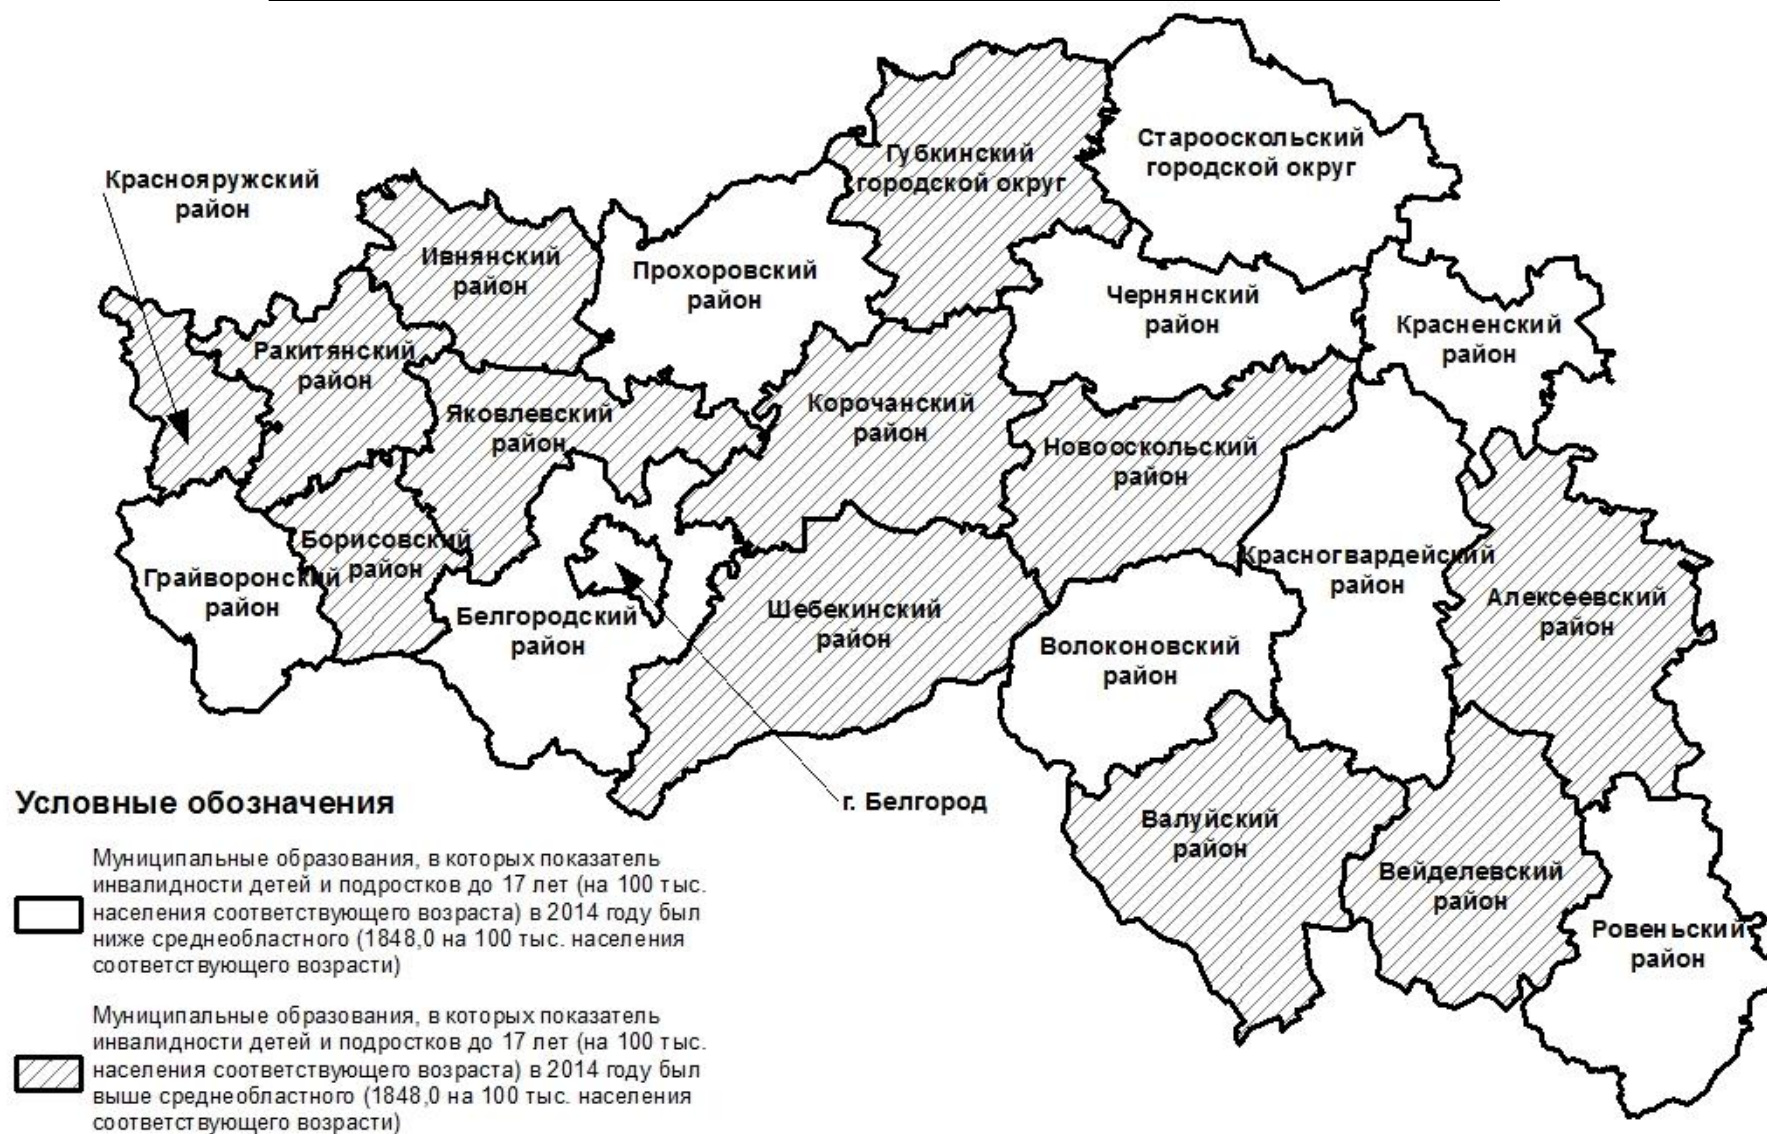 Старооскольский
городской округ
Губкинский
городской округ
Краснояружский
район
Ивнянский
район
Прохоровский
район
Чернянский
район
Красненский
район
Ракитянский
район
Яковлевский
район
Корочанский
район
Новооскольский
район
Борисовский
район
Грайворонский
район
Белгородский
район
Шебекинский
район
Красногвардейский
район
Алексеевский
район
Волоконовский
район
г. Белгород
Валуйский
район
Вейделевский
район
Ровеньский
район
Условные обозначения
Муниципальные образования, в которых показатель
инвалидности детей и подростков до 17 лет (на 100 тыс.
населения соответствующего возраста) в 2014 году был
ниже среднеобластного (1848,0 на 100 тыс. населения
соответствующего возрасти)
Муниципальные образования, в которых показатель
инвалидности детей и подростков до 17 лет (на 100 тыс.
населения соответствующего возраста) в 2014 году был
выше среднеобластного (1848,0 на 100 тыс. населения
соответствующего возрасти)